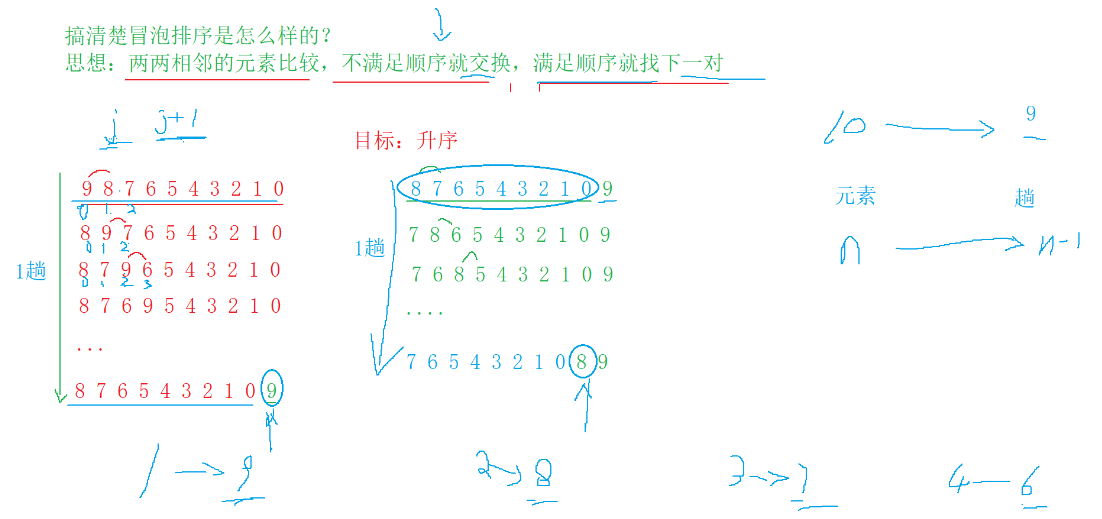 搞清楚冒泡排序是怎么样的？
思想：两两相邻的元素比较，不满足顺序就交换，满足顺序就找下一对
j j+1
目标：升序
10 9
元素 趟
n n-1
1趟
9 8 7 6 5 4 3 2 1 0
0 1 2
8 9 7 6 5 4 3 2 1 0
0 1 2
8 7 9 6 5 4 3 2 1 0
0 1 2 3
8 7 6 9 5 4 3 2 1 0
...
8 7 6 5 4 3 2 1 0 9
1趟
8 7 6 5 4 3 2 1 0 9
7 8 6 5 4 3 2 1 0 9
7 6 8 5 4 3 2 1 0 9
....
7 6 5 4 3 2 1 0 8 9
1 9
2 8
3 7
4 6